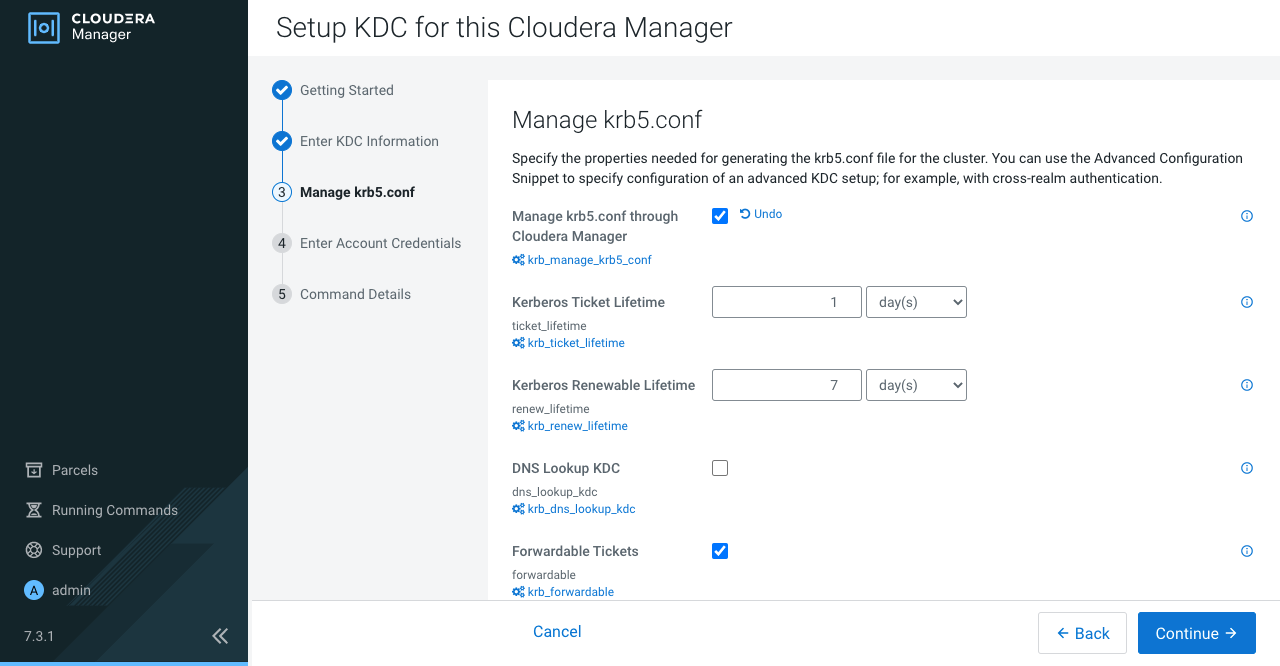 CLOUDERA
Manager
Setup KDC for this Cloudera Manager
Getting Started
Enter KDC Information
3 Manage krb5.conf
4 Enter Account Credentials
5 Command Details
Manage krb5.conf
Specify the properties needed for generating the krb5.conf file for the cluster. You can use the Advanced Configuration
Snippet to specify configuration of an advanced KDC setup; for example, with cross-realm authentication.
Manage krb5.conf through
Cloudera Manager
Undo
krb_manage_krb5_conf
Kerberos Ticket Lifetime
1 day(s)
ticket_lifetime
krb_ticket_lifetime
Kerberos Renewable Lifetime
7 day(s)
renew_lifetime
krb_renew_lifetime
DNS Lookup KDC
dns_lookup_kdc
krb_dns_lookup_kdc
Forwardable Tickets
forwardable
krb_forwardable
Parcels
Running Commands
Support
A admin
7.3.1
Cancel
Back
Continue